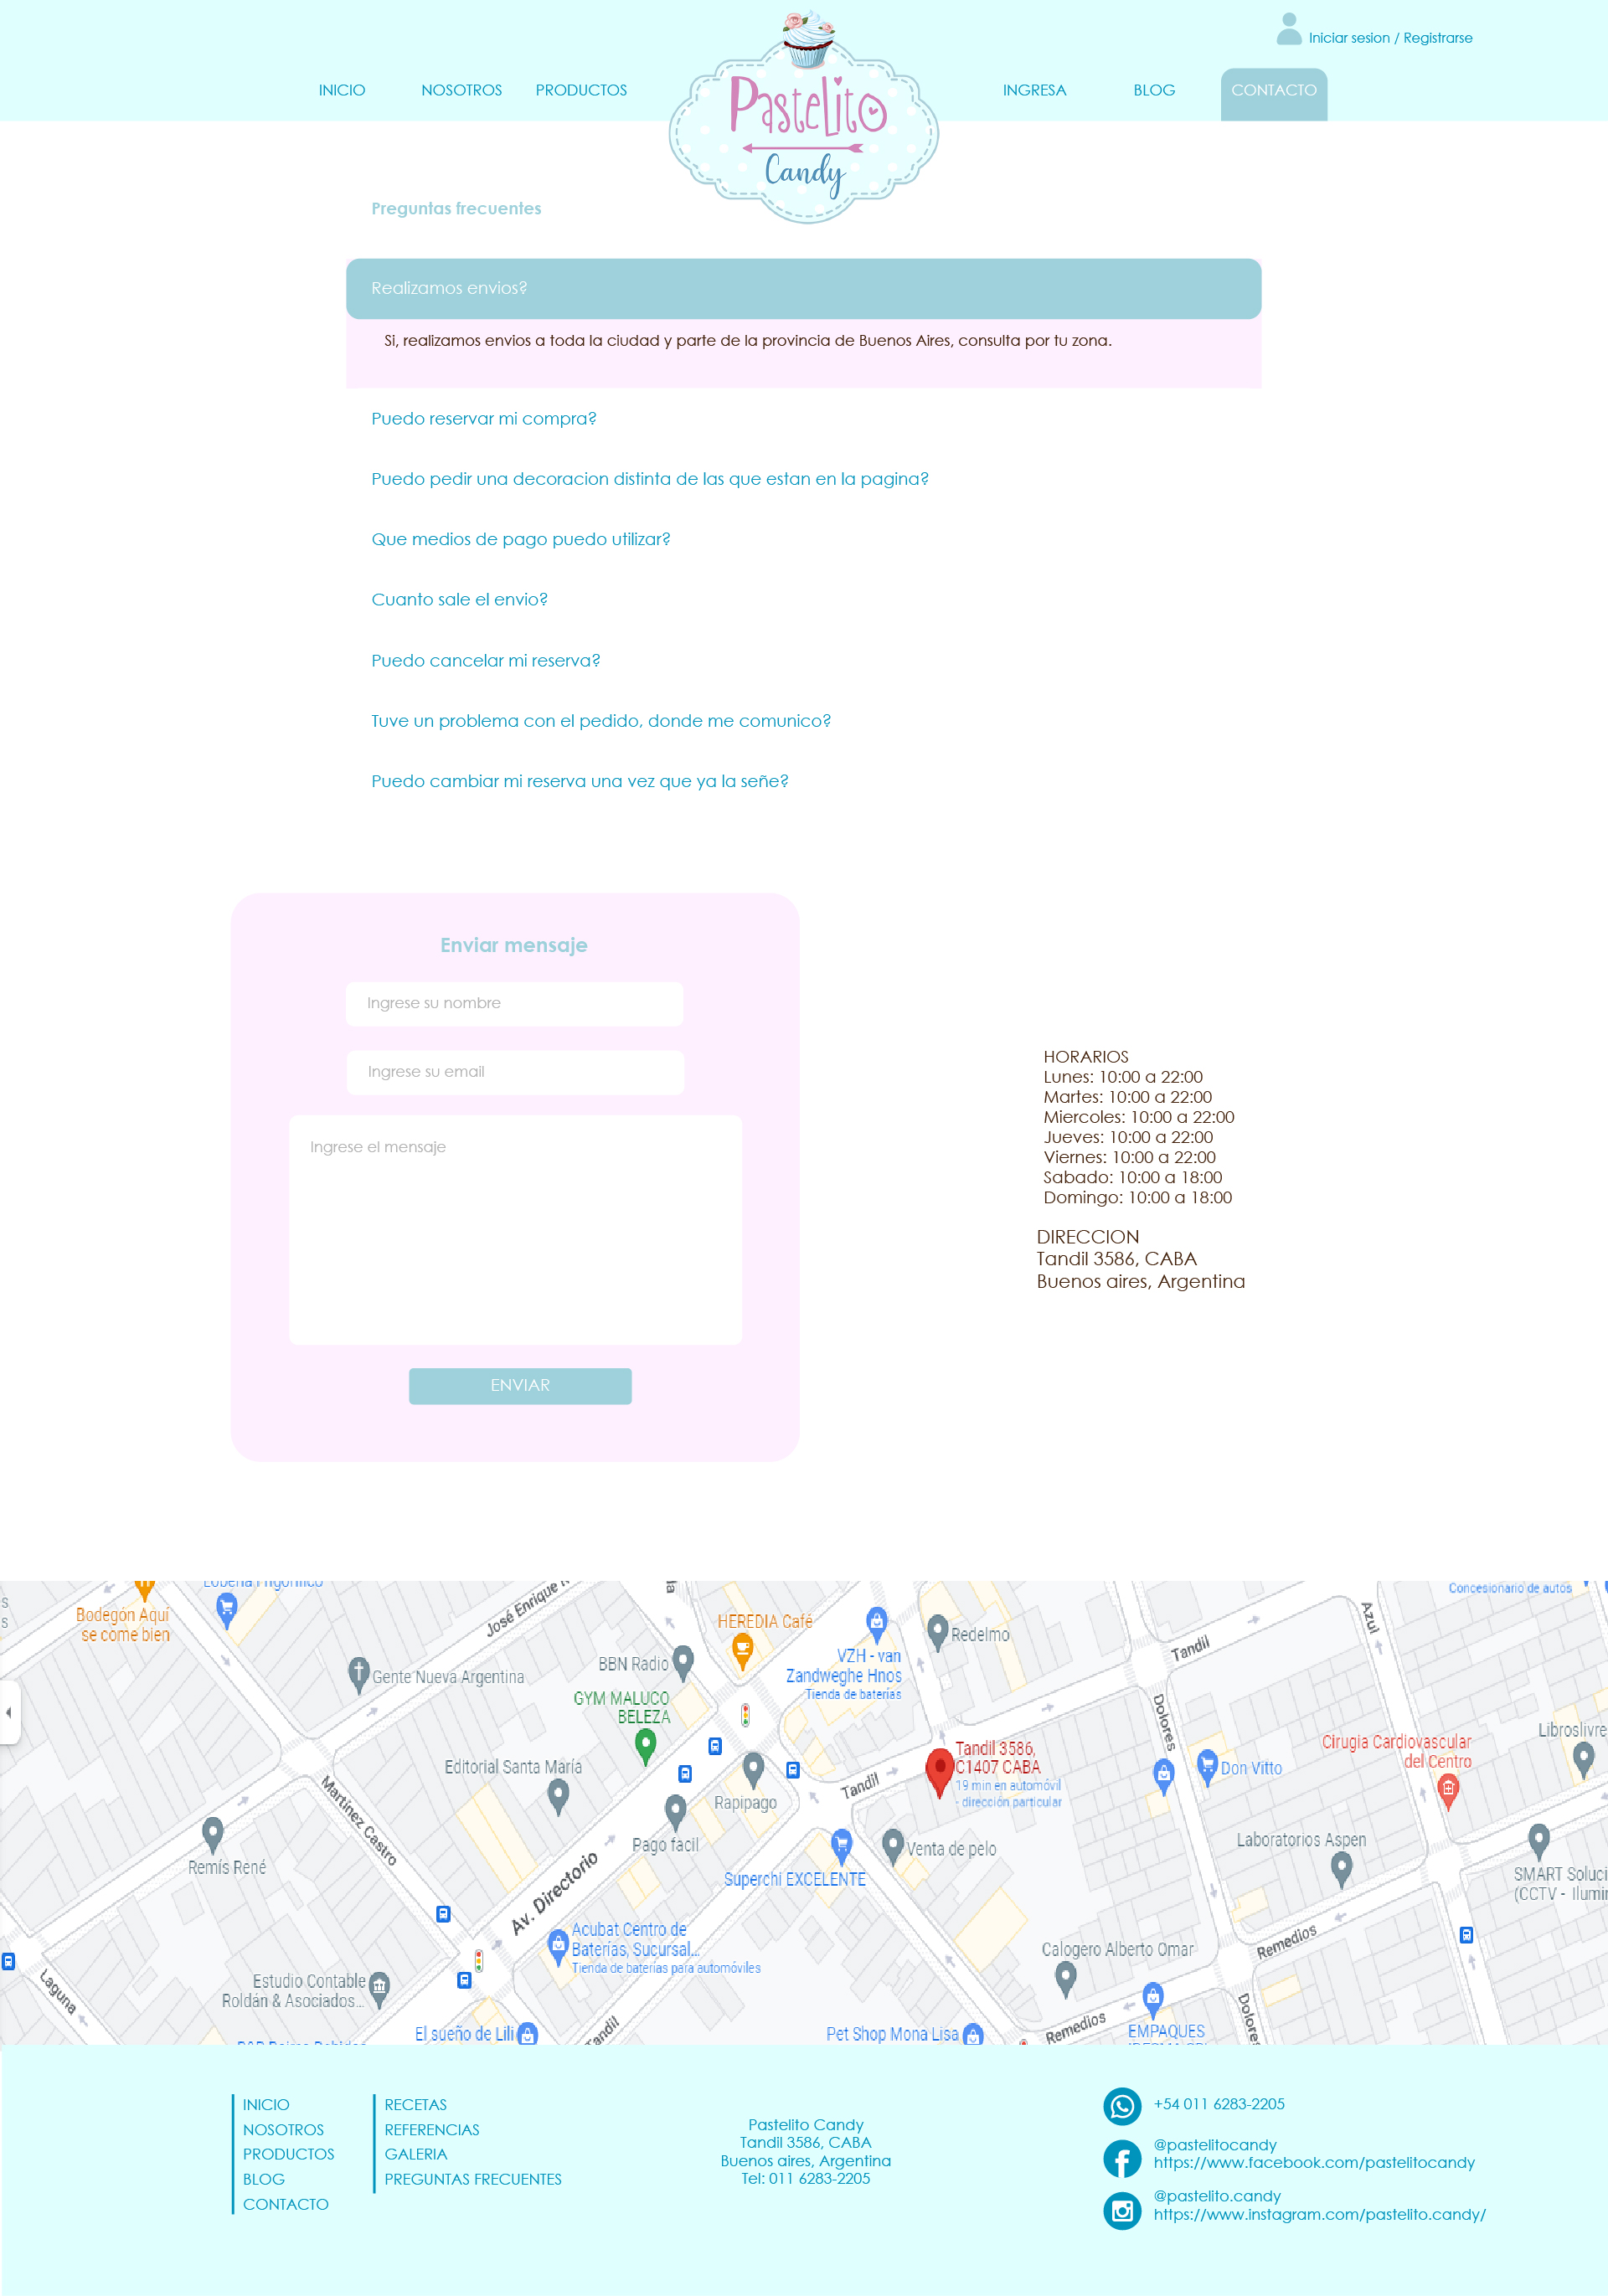 Iniciar sesion / Registrarse
INICIO
NOSOTROS
PRODUCTOS
Pastelito
Candy
INGRESA
BLOG
CONTACTO
Preguntas frecuentes
Realizamos envios?
Si, realizamos envios a toda la ciudad y parte de la provincia de Buenos Aires, consulta por tu zona.
Puedo reservar mi compra?
Puedo pedir una decoracion distinta de las que estan en la pagina?
Que medios de pago puedo utilizar?
Cuanto sale el envio?
Puedo cancelar mi reserva?
Tuve un problema con el pedido, donde me comunico?
Puedo cambiar mi reserva una vez que ya la señe?
Enviar mensaje
Ingrese su nombre
Ingrese su email
Ingrese el mensaje
ENVIAR
HORARIOS
Lunes: 10:00 a 22:00
Martes: 10:00 a 22:00
Miercoles: 10:00 a 22:00
Jueves: 10:00 a 22:00
Viernes: 10:00 a 22:00
Sabado: 10:00 a 18:00
Domingo: 10:00 a 18:00
DIRECCION
Tandil 3586, CABA
Buenos aires, Argentina
Concesionario de autos
Bodegón Aquí
se come bien
José Enrique
HEREDIA Café
Redelmo
Azul
Tandil
VZH - van
Zandweghe Hnos
Tienda de baterías
BBN Radio
Gente Nueva Argentina
GYM MALUCO
BELEZA
Dolores
Tandil 3586,
C1407 CABA
19 min en automóvil
- dirección particular
Cirugia Cardiovascular
del Centro
Editorial Santa María
Don Vitto
Tandil
Rapipago
Martínez Castro
Pago facil
Venta de pelo
Laboratorios Aspen
Remís René
Superchi EXCELENTE
SMART
(CCTV -
Av. Directorio
Acubat Centro de
Baterías, Sucursal...
Tienda de baterías para automóviles
Calogero Alberto Omar
Remedios
Laguna
Estudio Contable
Roldán & Asociados...
El sueño de Lili
Pet Shop Mona Lisa
Remedios
EMPAQUES
INICIO
NOSOTROS
PRODUCTOS
BLOG
CONTACTO
RECETAS
REFERENCIAS
GALERIA
PREGUNTAS FRECUENTES
Pastelito Candy
Tandil 3586, CABA
Buenos aires, Argentina
Tel: 011 6283-2205
+54 011 6283-2205
@pastelitocandy
https://www.facebook.com/pastelitocandy
@pastelito.candy
https://www.instagram.com/pastelito.candy/